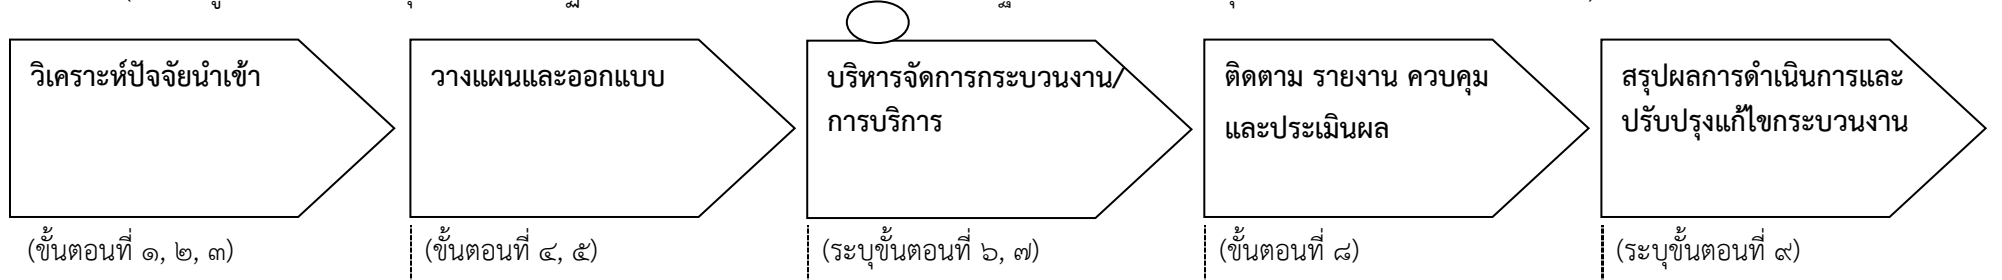 วิเคราะห์ปัจจัยนำเข้า
วางแผนและออกแบบ
บริหารจัดการกระบวนงาน/
การบริการ
ติดตาม รายงาน ควบคุม
และประเมินผล
สรุปผลการดำเนินการและ
ปรับปรุงแก้ไขกระบวนงาน
(ขั้นตอนที่ ๑, ๒, ๓)
(ขั้นตอนที่ ๔, ๕)
(ระบุขั้นตอนที่ ๖, ๗)
(ขั้นตอนที่ ๘)
(ระบุขั้นตอนที่ ๙)